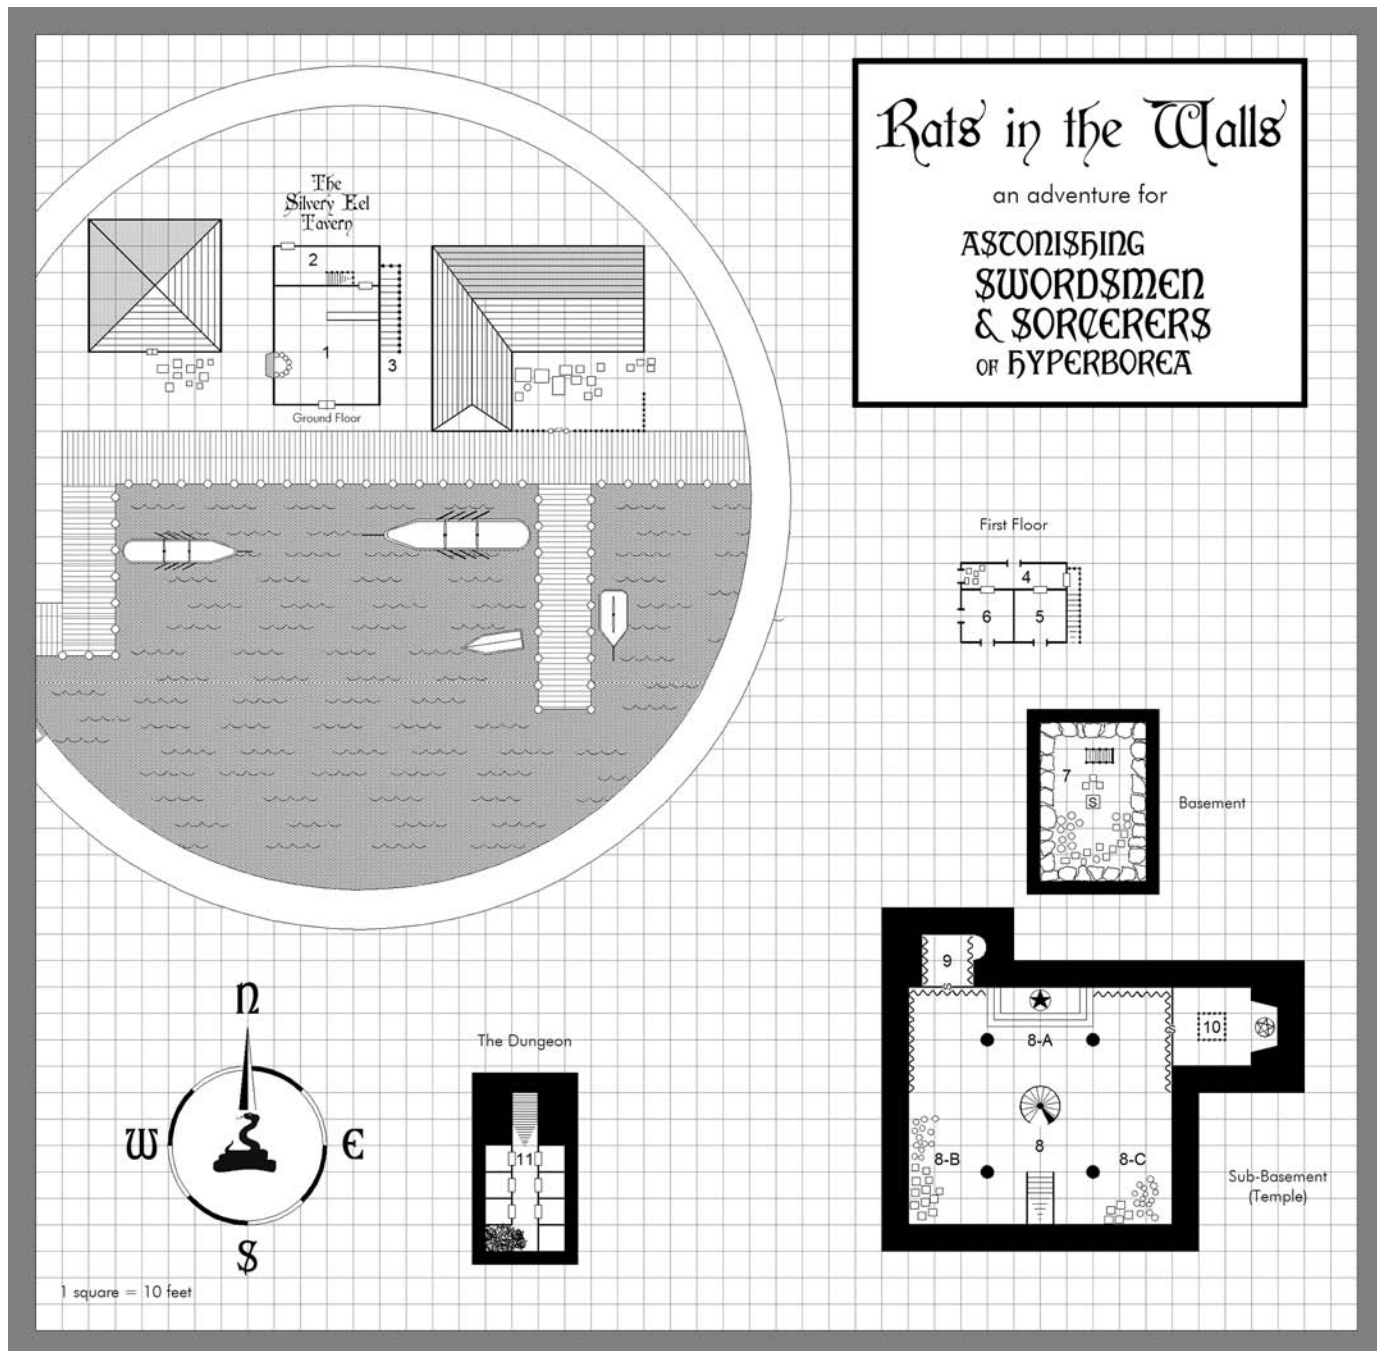 Rats in the Walls
an adventure for
ASTONISHING
SWORDSMEN
& SORCERERS
OF HYPERBOREA
The
Silvery Eel
Tavern
2
1
3
Ground Floor
First Floor
4
6
5
7
S
Basement
9
S
10
S
8-A
8
8-B
8-C
Sub-Basement
(Temple)
N
W
E
S
The Dungeon
11
1 square = 10 feet